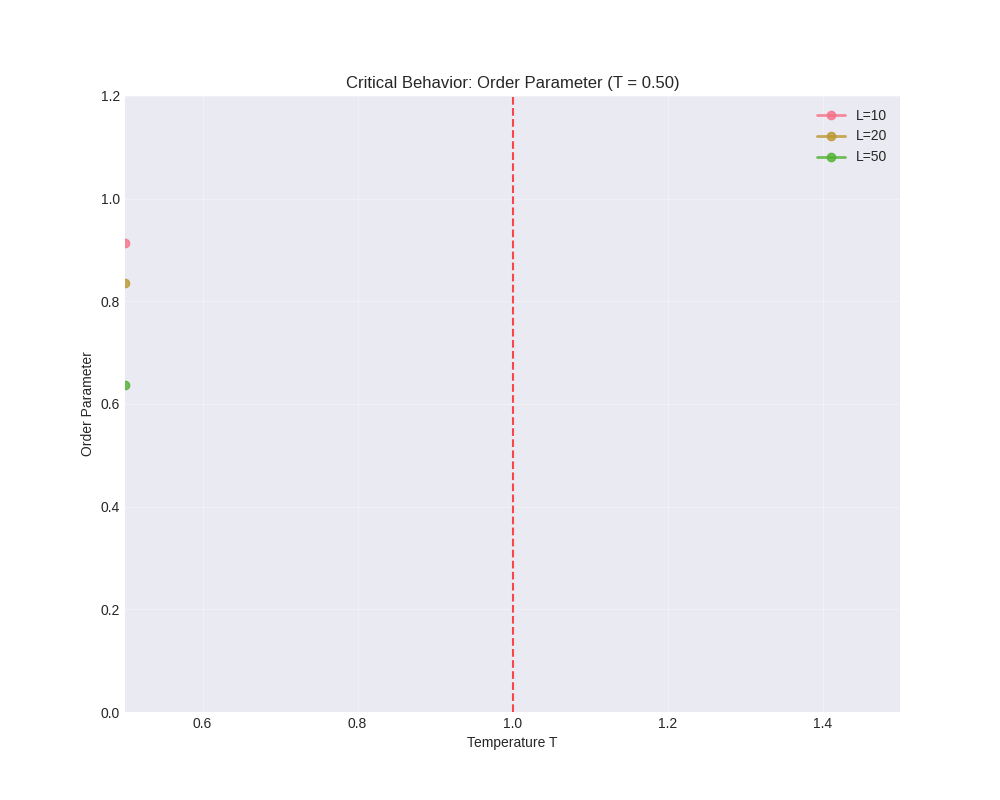 Critical Behavior: Order Parameter (T = 0.50)
1.2
1.0
0.8
0.6
0.4
0.2
0.0
Order Parameter
L=10
L=20
L=50
0.6 0.8 1.0 1.2 1.4
Temperature T